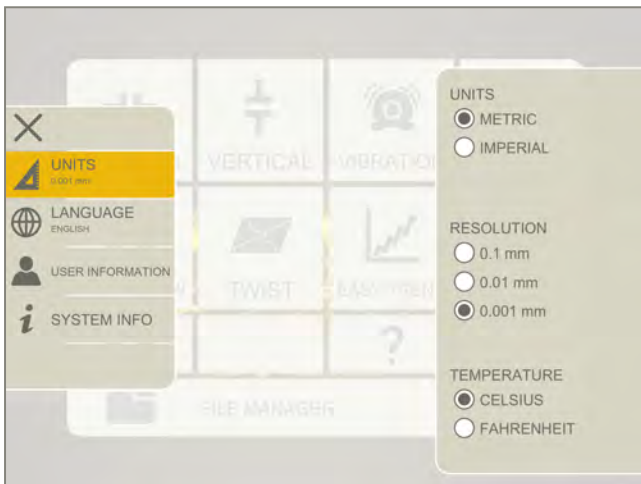 UNITS
0.001 mm
LANGUAGE
ENGLISH
USER INFORMATION
SYSTEM INFO
VERTICAL
TWIST
?
FILE MANAGER
UNITS
METRIC
IMPERIAL
RESOLUTION
0.1 mm
0.01 mm
0.001 mm
TEMPERATURE
CELSIUS
FAHRENHEIT